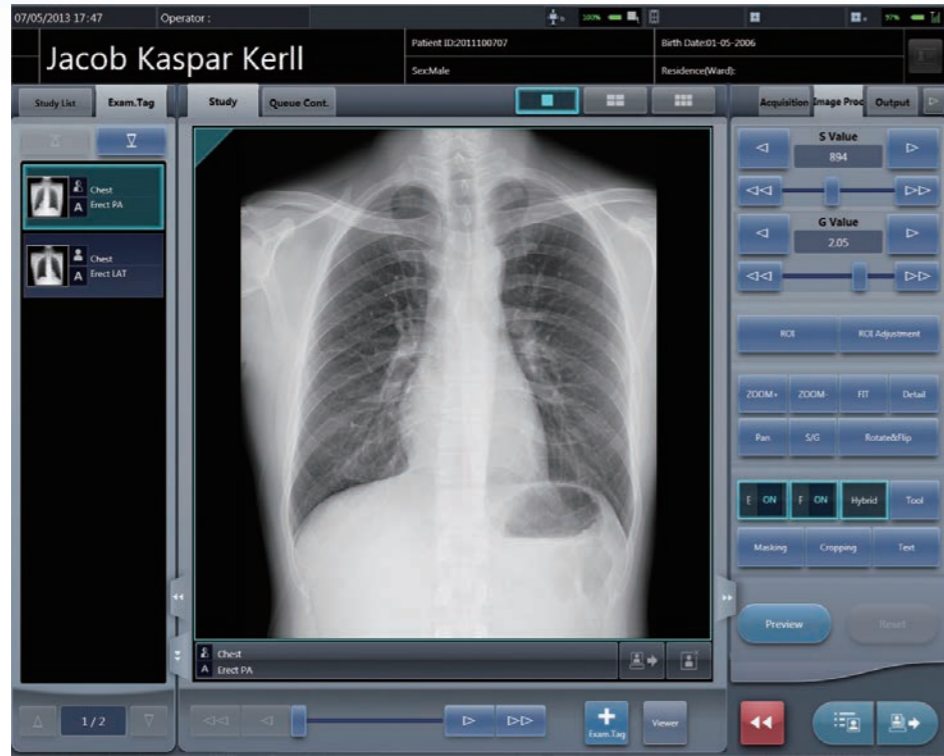 07/05/2013 17:47 Operator : 100% 97%
Jacob Kaspar Kerll
Patient ID:2011100707 Birth Date:01-05-2006
Sex:Male Residence(Ward):
Study List Exam.Tag Study Queue Cont. Acquisition Image Proc Output
S Value
894
Chest
A Erect PA
G Value
2.05
Chest
A Erect LAT
ROI ROI Adjustment
ZOOM+ ZOOM- FIT Detail
Pan S/G Rotate&Flip
E ON F ON Hybrid Tool
Masking Cropping Text
Preview Reset
Chest
A Erect PA
1/2
Exam.Tag Viewer